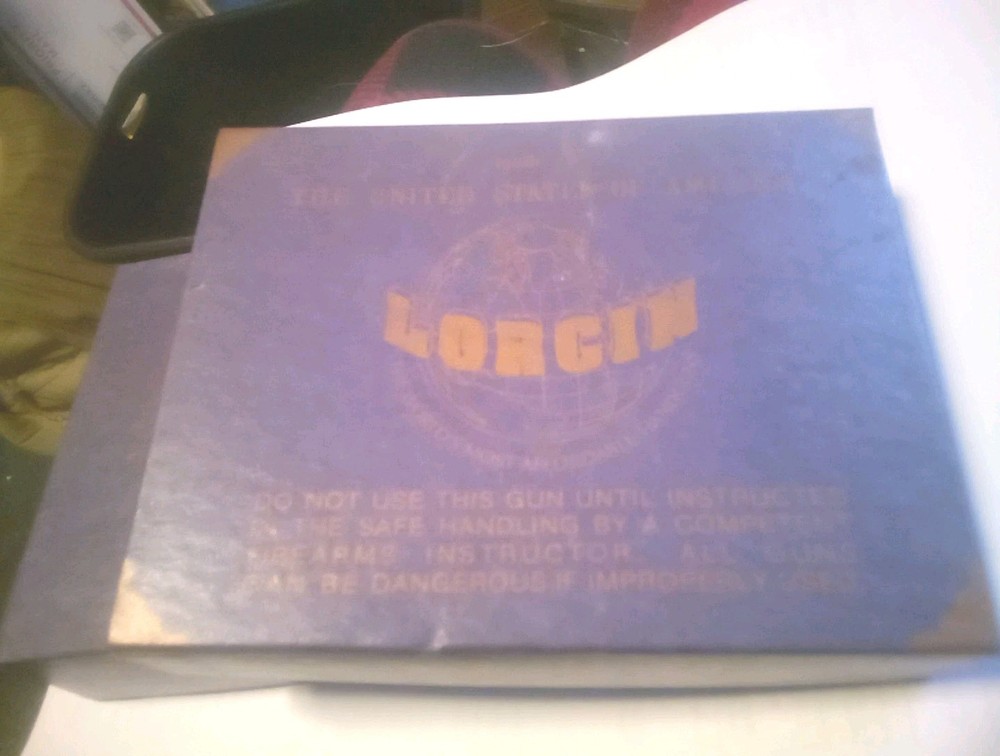 THE UNITED STATES OF AMERICA
LORCIN
DO NOT USE THIS GUN UNTIL INSTRUCTED
IN THE SAFE HANDLING BY A COMPETENT
FIREARMS INSTRUCTOR. ALL GUNS
CAN BE DANGEROUS IF IMPROPERLY USED